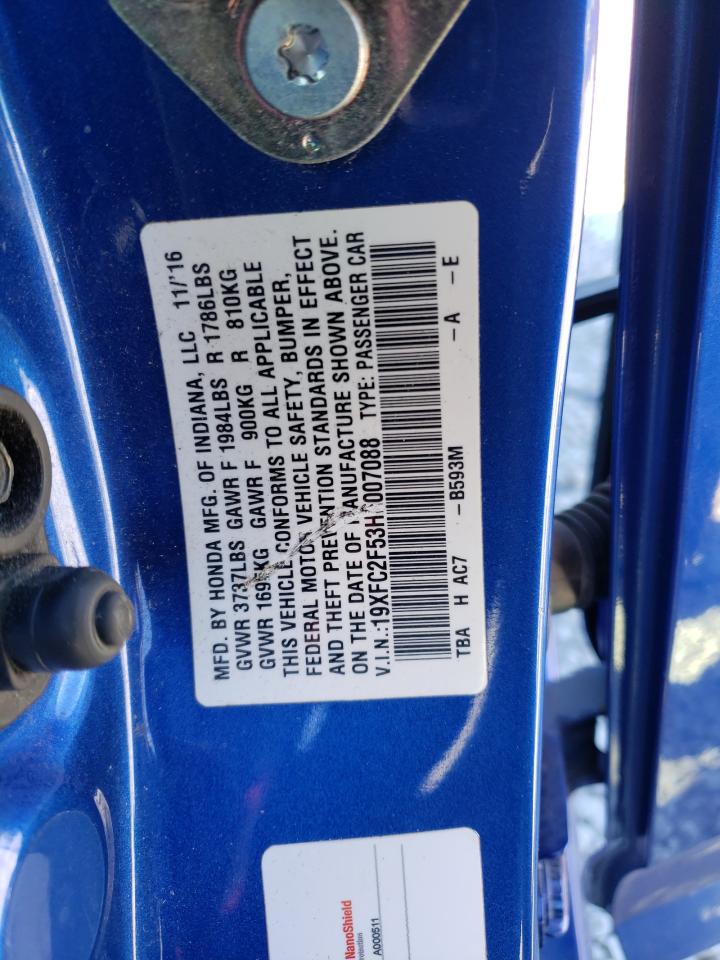 MFD. BY HONDA MFG. OF INDIANA, LLC 11/'16
GVWR 3737LBS GAWR F 1984LBS R 1786LBS
GVWR KG GAWR F 900KG R 810KG
THIS VEHICLE CONFORMS TO ALL APPLICABLE
FEDERAL MOTOR VEHICLE SAFETY, BUMPER,
AND THEFT PREVENTION STANDARDS IN EFFECT
ON THE DATE OF MANUFACTURE SHOWN ABOVE.
V.I.N.: TYPE: PASSENGER CAR
TBA H AC7 -B593M -A -E
NanoShield
A000511